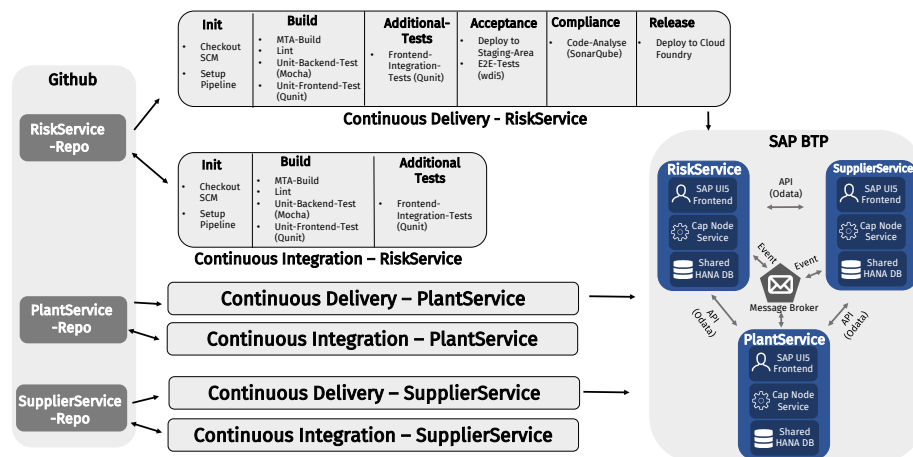 Github
RiskService
-Repo
PlantService
-Repo
SupplierService
-Repo
Init
• Checkout
SCM
• Setup
Pipeline
Build
• MTA-Build
• Lint
• Unit-Backend-Test
(Mocha)
• Unit-Frontend-Test
(Qunit)
Additional-
Tests
• Frontend-
Integration-
Tests (Qunit)
Acceptance
• Deploy to
Staging-Area
• E2E-Tests
(wdi5)
Compliance
• Code-Analyse
(SonarQube)
Release
• Deploy to Cloud
Foundry
Continuous Delivery - RiskService
Init
• Checkout
SCM
• Setup
Pipeline
Build
• MTA-Build
• Lint
• Unit-Backend-Test
(Mocha)
• Unit-Frontend-Test
(Qunit)
Additional
Tests
• Frontend-
Integration-Tests
(Qunit)
Continuous Integration – RiskService
Continuous Delivery – PlantService
Continuous Integration – PlantService
Continuous Delivery – SupplierService
Continuous Integration – SupplierService
SAP BTP
RiskService
SAP UI5
Frontend
Cap Node
Service
Shared
HANA DB
API
(Odata)
SupplierService
SAP UI5
Frontend
Cap Node
Service
Shared
HANA DB
Event
Event
Message Broker
API
(Odata)
API
(Odata)
PlantService
SAP UI5
Frontend
Cap Node
Service
Shared
HANA DB